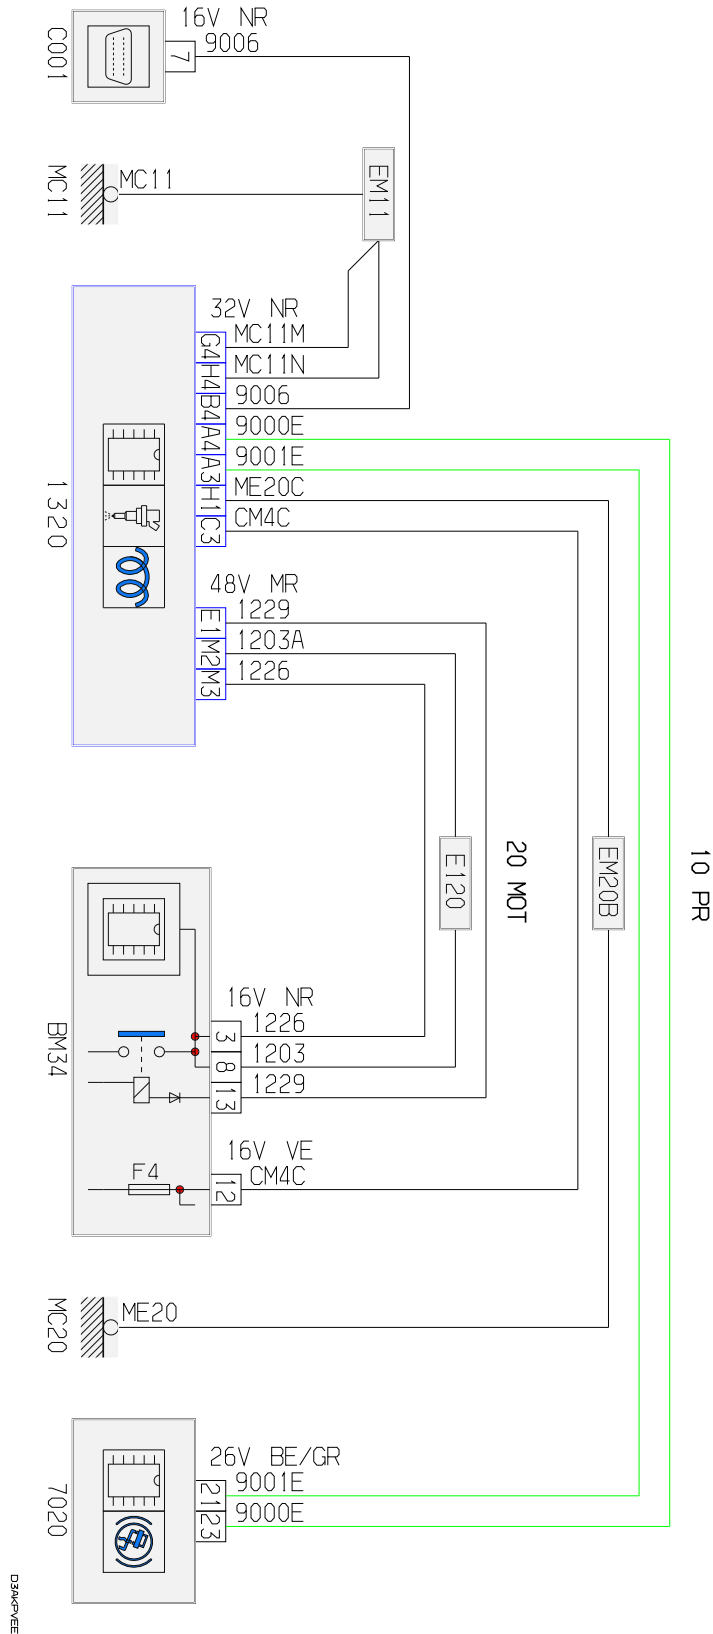 16V NR
9006
7
C001
EM11
MC11
MC11
32V NR
MC11M
G4
MC11N
H4
9006
B4
9000E
A4
9001E
A3
ME20C
H1
CM4C
C3
1320
48V MR
1229
E1
1203A
M2
1226
M3
E120
20 MOT
EM20B
10 PR
16V NR
1226
3
1203
8
1229
13
BM34
16V VE
CM4C
12
F4
ME20
MC20
26V BE/GR
9001E
21
9000E
23
7020
D3AKPVEE